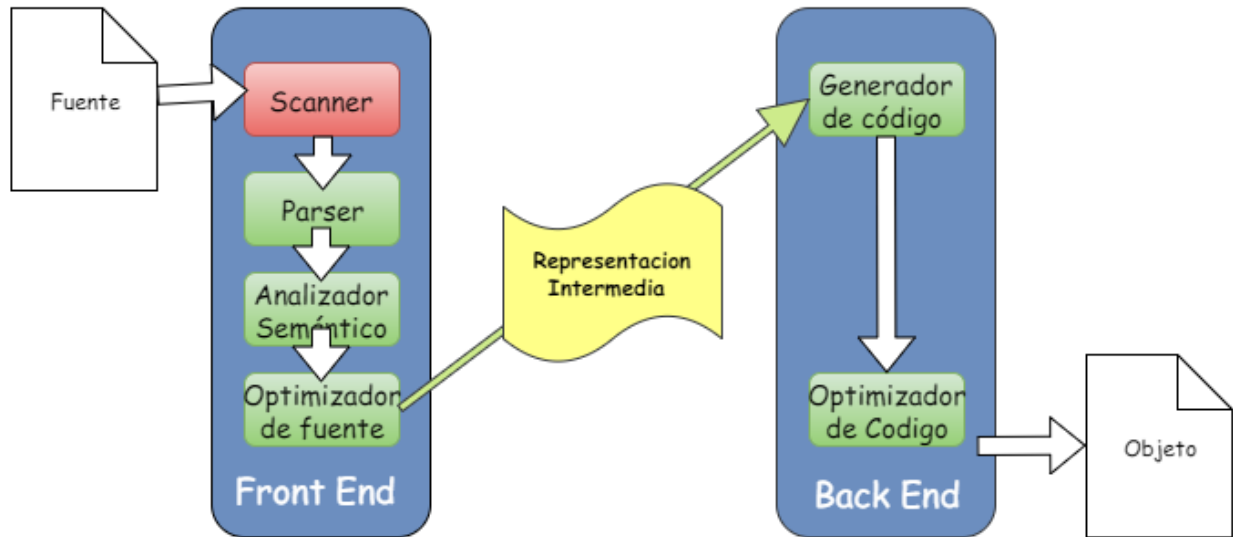 Fuente
Scanner
Parser
Analizador
Semántico
Optimizador
de fuente
Front End
Representacion
Intermedia
Generador
de código
Optimizador
de Codigo
Back End
Objeto